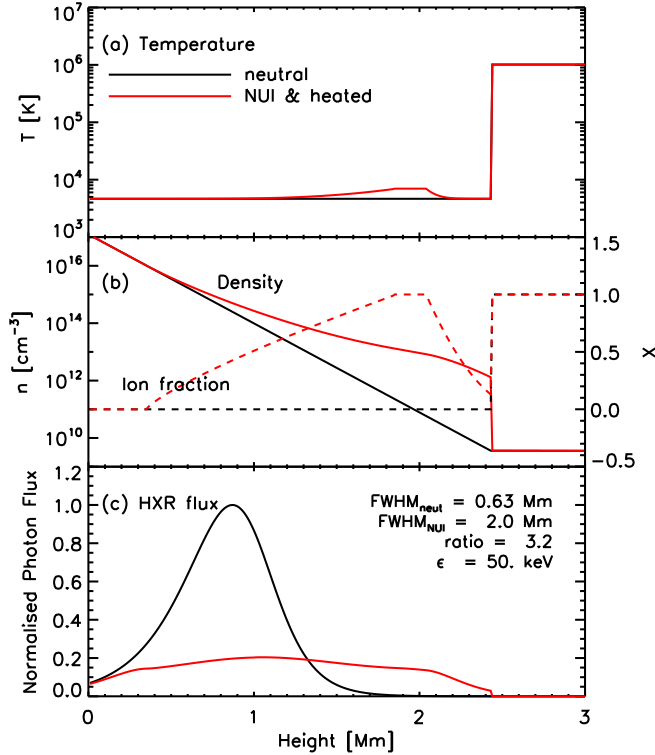 (a) Temperature
neutral
NUI & heated
T [K]
10⁶
10⁵
10⁴
10³
(b)
Density
Ion fraction
n [cm⁻³]
10¹⁶
10¹⁴
10¹²
10¹⁰
1.5
1.0
0.5
0.0
−0.5
X
(c) HXR flux
FWHM_neut = 0.63 Mm
FWHM_NUI = 2.0 Mm
ratio = 3.2
ϵ = 50. keV
Normalised Photon Flux
1.2
1.0
0.8
0.6
0.4
0.2
0.0
0 1 2 3
Height [Mm]